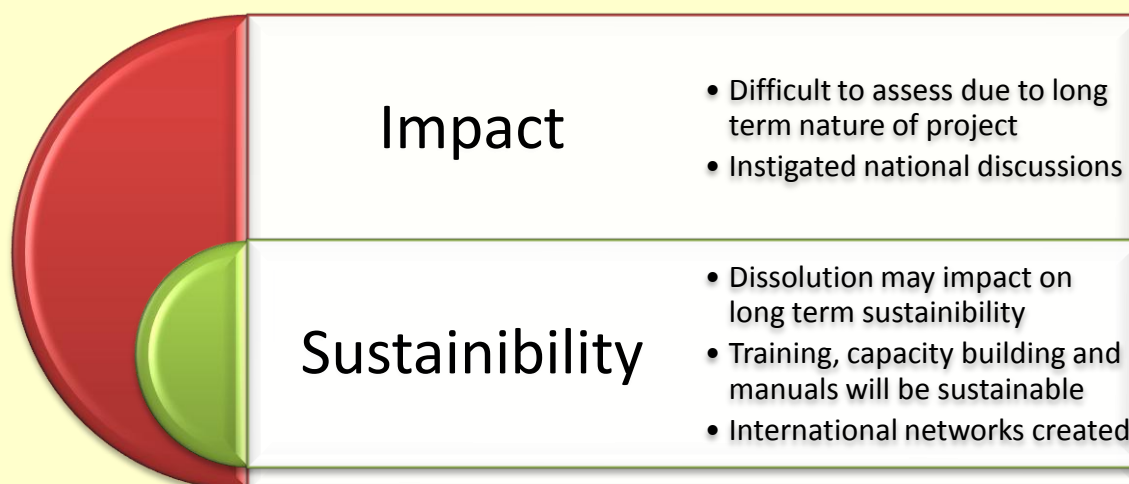 Impact
• Difficult to assess due to long
term nature of project
• Instigated national discussions
Sustainibility
• Dissolution may impact on
long term sustainibility
• Training, capacity building and
manuals will be sustainable
• International networks created